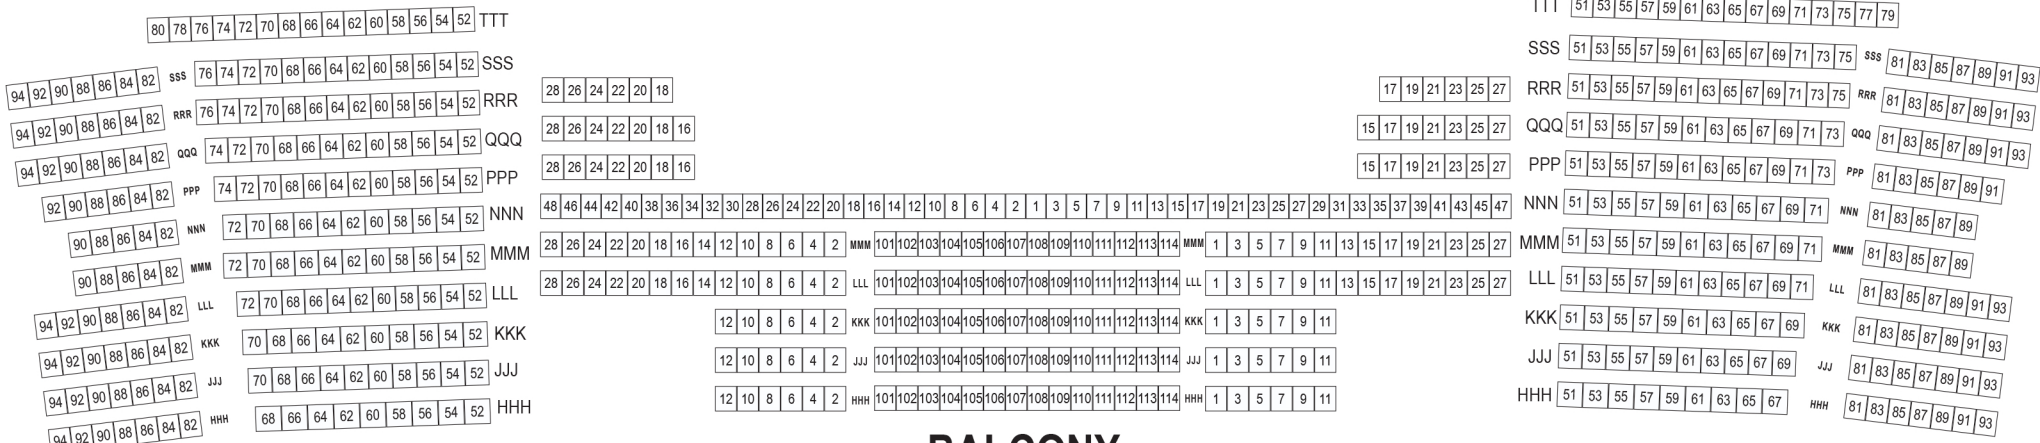 80 78 76 74 72 70 68 66 64 62 60 58 56 54 52 TTT TTT 51 53 55 57 59 61 63 65 67 69 71 73 75 77 79
94 92 90 88 86 84 82 SSS 76 74 72 70 68 66 64 62 60 58 56 54 52 SSS SSS 51 53 55 57 59 61 63 65 67 69 71 73 75 SSS 81 83 85 87 89 91 93
94 92 90 88 86 84 82 RRR 76 74 72 70 68 66 64 62 60 58 56 54 52 RRR 28 26 24 22 20 18 17 19 21 23 25 27 RRR 51 53 55 57 59 61 63 65 67 69 71 73 75 RRR 81 83 85 87 89 91 93
94 92 90 88 86 84 82 QQQ 74 72 70 68 66 64 62 60 58 56 54 52 QQQ 28 26 24 22 20 18 16 15 17 19 21 23 25 27 QQQ 51 53 55 57 59 61 63 65 67 69 71 73 QQQ 81 83 85 87 89 91 93
92 90 88 86 84 82 PPP 74 72 70 68 66 64 62 60 58 56 54 52 PPP 28 26 24 22 20 18 16 15 17 19 21 23 25 27 PPP 51 53 55 57 59 61 63 65 67 69 71 73 PPP 81 83 85 87 89 91
90 88 86 84 82 NNN 72 70 68 66 64 62 60 58 56 54 52 NNN 48 46 44 42 40 38 36 34 32 30 28 26 24 22 20 18 16 14 12 10 8 6 4 2 1 3 5 7 9 11 13 15 17 19 21 23 25 27 29 31 33 35 37 39 41 43 45 47 NNN 51 53 55 57 59 61 63 65 67 69 71 NNN 81 83 85 87 89
90 88 86 84 82 MMM 72 70 68 66 64 62 60 58 56 54 52 MMM 28 26 24 22 20 18 16 14 12 10 8 6 4 2 MMM 101 102 103 104 105 106 107 108 109 110 111 112 113 114 MMM 1 3 5 7 9 11 13 15 17 19 21 23 25 27 MMM 51 53 55 57 59 61 63 65 67 69 71 MMM 81 83 85 87 89
94 92 90 88 86 84 82 LLL 72 70 68 66 64 62 60 58 56 54 52 LLL 28 26 24 22 20 18 16 14 12 10 8 6 4 2 LLL 101 102 103 104 105 106 107 108 109 110 111 112 113 114 LLL 1 3 5 7 9 11 13 15 17 19 21 23 25 27 LLL 51 53 55 57 59 61 63 65 67 69 71 LLL 81 83 85 87 89 91 93
94 92 90 88 86 84 82 KKK 70 68 66 64 62 60 58 56 54 52 KKK 12 10 8 6 4 2 KKK 101 102 103 104 105 106 107 108 109 110 111 112 113 114 KKK 1 3 5 7 9 11 KKK 51 53 55 57 59 61 63 65 67 69 KKK 81 83 85 87 89 91 93
94 92 90 88 86 84 82 JJJ 70 68 66 64 62 60 58 56 54 52 JJJ 12 10 8 6 4 2 JJJ 101 102 103 104 105 106 107 108 109 110 111 112 113 114 JJJ 1 3 5 7 9 11 JJJ 51 53 55 57 59 61 63 65 67 69 JJJ 81 83 85 87 89 91 93
94 92 90 88 86 84 82 HHH 68 66 64 62 60 58 56 54 52 HHH 12 10 8 6 4 2 HHH 101 102 103 104 105 106 107 108 109 110 111 112 113 114 HHH 1 3 5 7 9 11 HHH 51 53 55 57 59 61 63 65 67 HHH 81 83 85 87 89 91 93
BALCONY